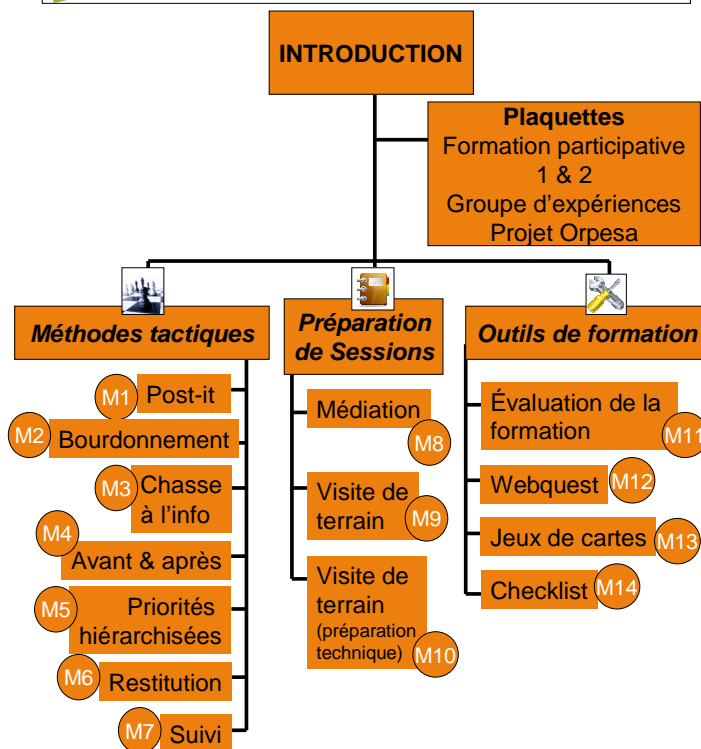 INTRODUCTION
Plaquettes
Formation participative
1 & 2
Groupe d'expériences
Projet Orpesa
Méthodes tactiques
M1 Post-it
M2 Bourdonnement
M3 Chasse
à l'info
M4
Avant & après
M5 Priorités
hiérarchisées
M6 Restitution
M7 Suivi
Préparation
de Sessions
Médiation
M8
Visite de
terrain M9
Visite de
terrain
(préparation
technique) M10
Outils de formation
Évaluation de la
formation M11
Webquest M12
Jeux de cartes M13
Checklist M14